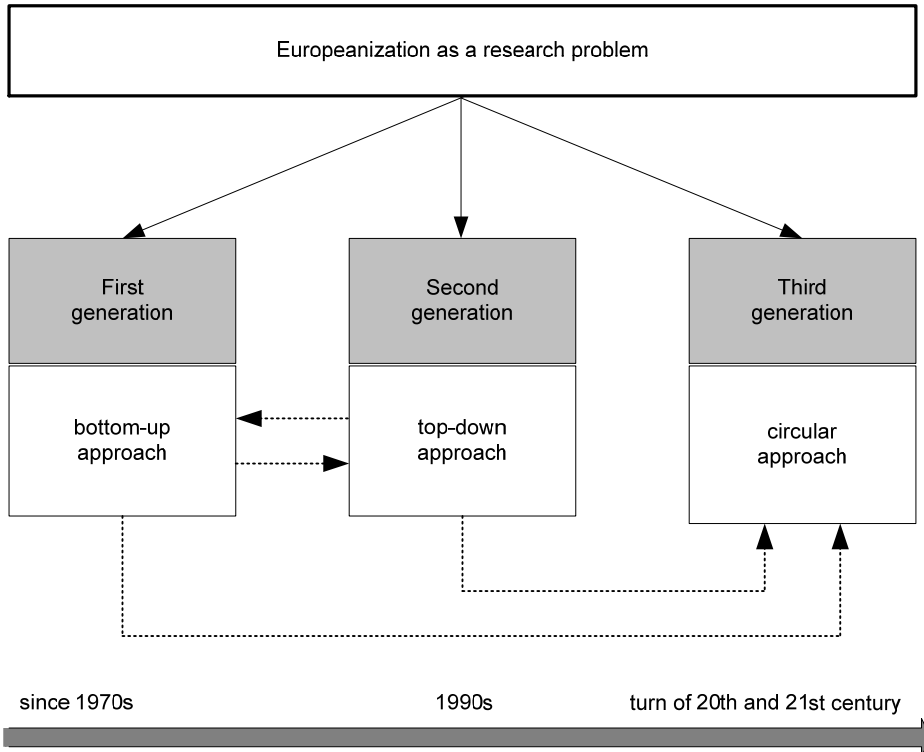 Europeanization as a research problem
First
generation
Second
generation
Third
generation
bottom-up
approach
top-down
approach
circular
approach
since 1970s
1990s
turn of 20th and 21st century